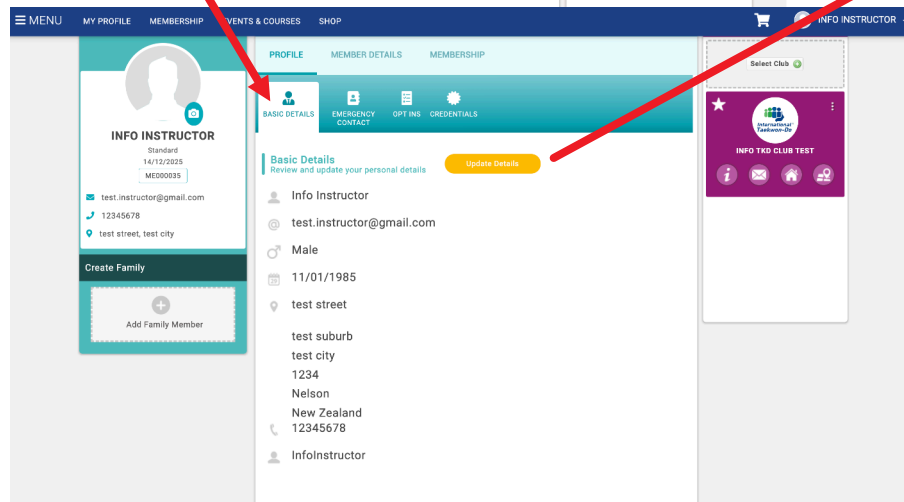 MENU MY PROFILE MEMBERSHIP EVENTS & COURSES SHOP INFO INSTRUCTOR
INFO INSTRUCTOR
Standard
14/12/2025
ME000035
test.instructor@gmail.com
12345678
test street, test city
Create Family
Add Family Member
PROFILE MEMBER DETAILS MEMBERSHIP
BASIC DETAILS
EMERGENCY
CONTACT
OPT INS
CREDENTIALS
Basic Details
Review and update your personal details
Update Details
Info Instructor
@ test.instructor@gmail.com
Male
11/01/1985
test street
test suburb
test city
1234
Nelson
New Zealand
12345678
InfoInstructor
Select Club
International
Taekwon-Do
INFO TKD CLUB TEST